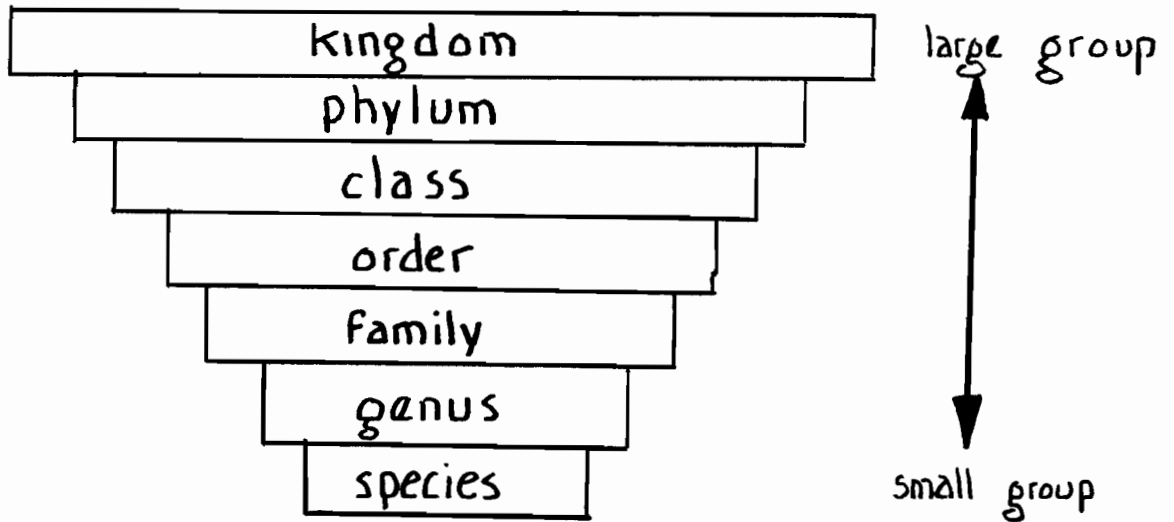 kingdom
large group
phylum
class
order
family
genus
species
small group